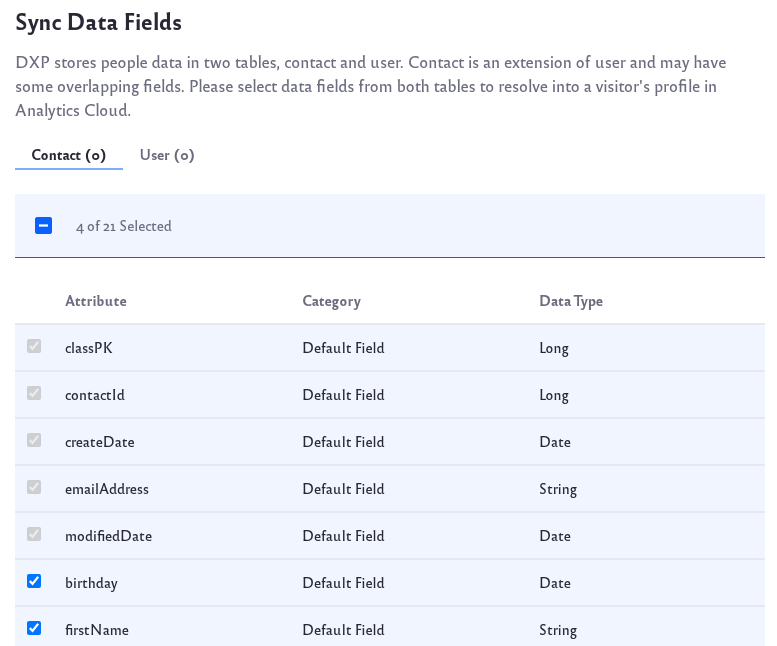 Sync Data Fields
DXP stores people data in two tables, contact and user. Contact is an extension of user and may have
some overlapping fields. Please select data fields from both tables to resolve into a visitor's profile in
Analytics Cloud.
Contact (0) User (0)
4 of 21 Selected
Attribute Category Data Type
classPK Default Field Long
contactId Default Field Long
createDate Default Field Date
emailAddress Default Field String
modifiedDate Default Field Date
birthday Default Field Date
firstName Default Field String